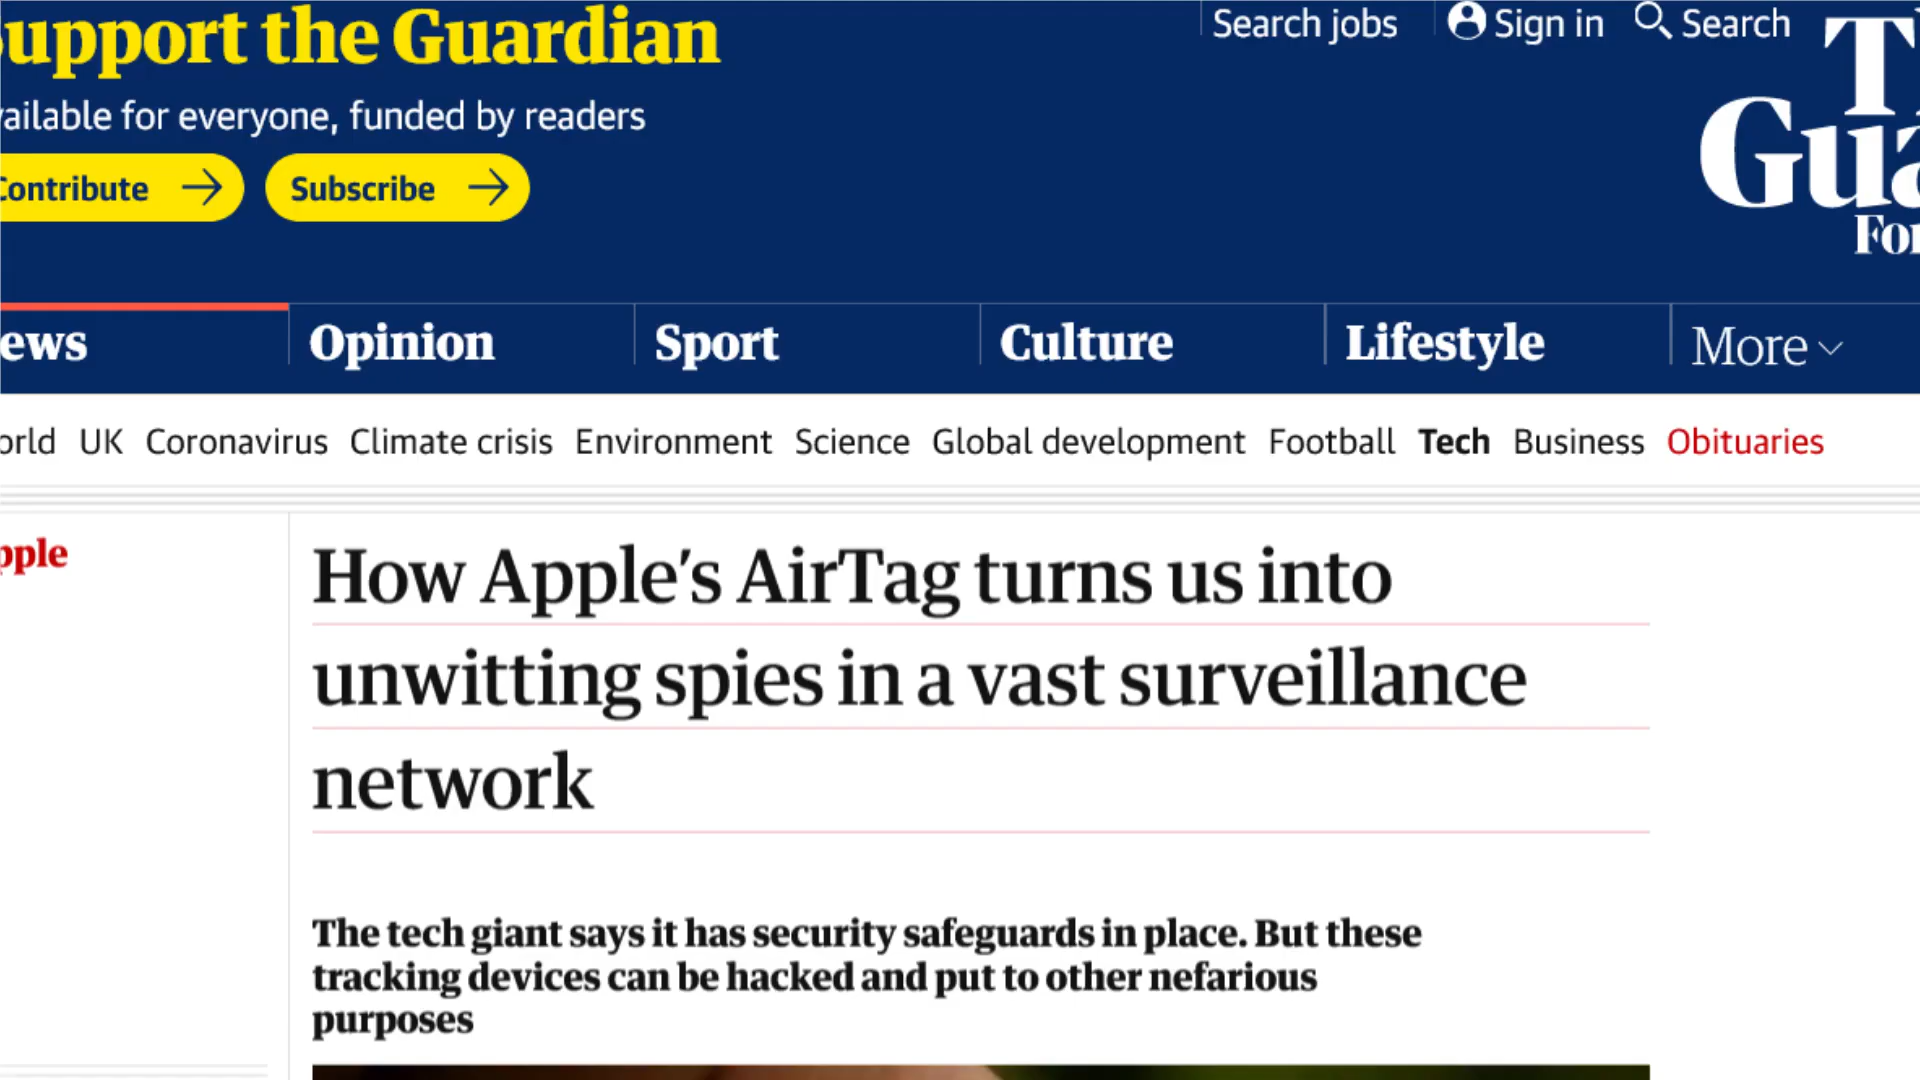 upport the Guardian
Search jobs
Sign in
Search
ailable for everyone, funded by readers
Contribute
Subscribe
Gua
For
ews
Opinion
Sport
Culture
Lifestyle
More
orld UK Coronavirus Climate crisis Environment Science Global development Football Tech Business Obituaries
pple
How Apple's AirTag turns us into
unwitting spies in a vast surveillance
network
The tech giant says it has security safeguards in place. But these
tracking devices can be hacked and put to other nefarious
purposes